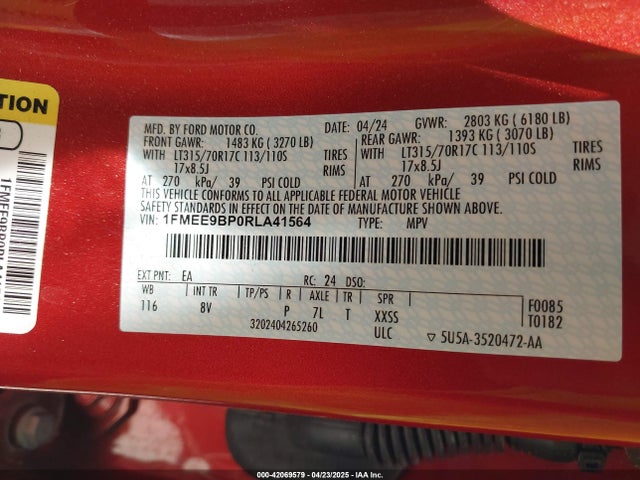 TION
1FMEE9BP0RLA41
MFD. BY FORD MOTOR CO.
DATE: 04/24 GVWR: 2803 KG ( 6180 LB)
FRONT GAWR: 1483 KG ( 3270 LB) REAR GAWR: 1393 KG ( 3070 LB)
WITH LT315/70R17C 113/110S TIRES WITH LT315/70R17C 113/110S TIRES
17x8.5J RIMS 17x8.5J RIMS
AT 270 kPa/ 39 PSI COLD AT 270 kPa/ 39 PSI COLD
THIS VEHICLE CONFORMS TO ALL APPLICABLE FEDERAL MOTOR VEHICLE
SAFETY STANDARDS IN EFFECT ON THE DATE OF MANUFACTURE SHOWN ABOVE.
VIN: 1FMEE9BP0RLA41564 TYPE: MPV
EXT PNT: EA RC: 24 DSO:
WB INT TR TP/PS R AXLE TR SPR F0085
116 8V P 7L T XXSS T0182
3202404265260 ULC ▽ 5U5A-3520472-AA
000-42069579 - 04/23/2025 - IAA Inc.